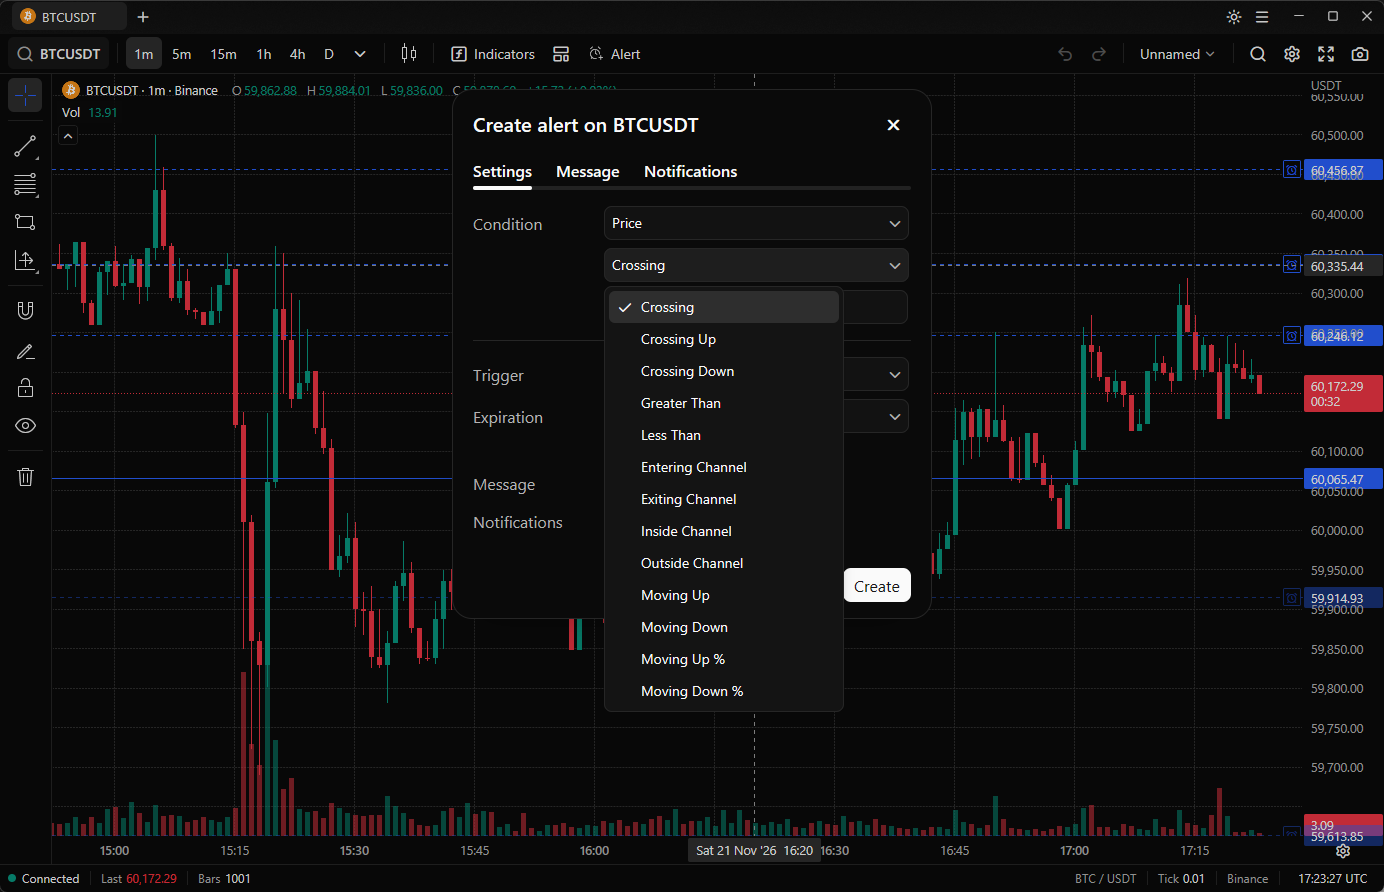 BTCUSDT
BTCUSDT 1m 5m 15m 1h 4h D Indicators Alert Unnamed
BTCUSDT · 1m · Binance O 59,862.88 H 59,884.01 L 59,836.00 C
Vol 13.91
USDT
60,550.00
60,500.00
60,456.87
60,400.00
60,335.44
60,300.00
60,246.12
60,172.29
00:32
60,100.00
60,065.47
60,050.00
60,000.00
59,950.00
59,914.93
59,900.00
59,850.00
59,800.00
59,750.00
59,700.00
3.09
59,613.85
Create alert on BTCUSDT
Settings Message Notifications
Condition Price
Crossing
Crossing
Crossing Up
Crossing Down
Greater Than
Less Than
Entering Channel
Exiting Channel
Inside Channel
Outside Channel
Moving Up
Moving Down
Moving Up %
Moving Down %
Trigger
Expiration
Message
Notifications
Create
15:00 15:15 15:30 15:45 16:00 Sat 21 Nov '26 16:20 16:30 16:45 17:00 17:15
Connected Last 60,172.29 Bars 1001 BTC / USDT Tick 0.01 Binance 17:23:27 UTC